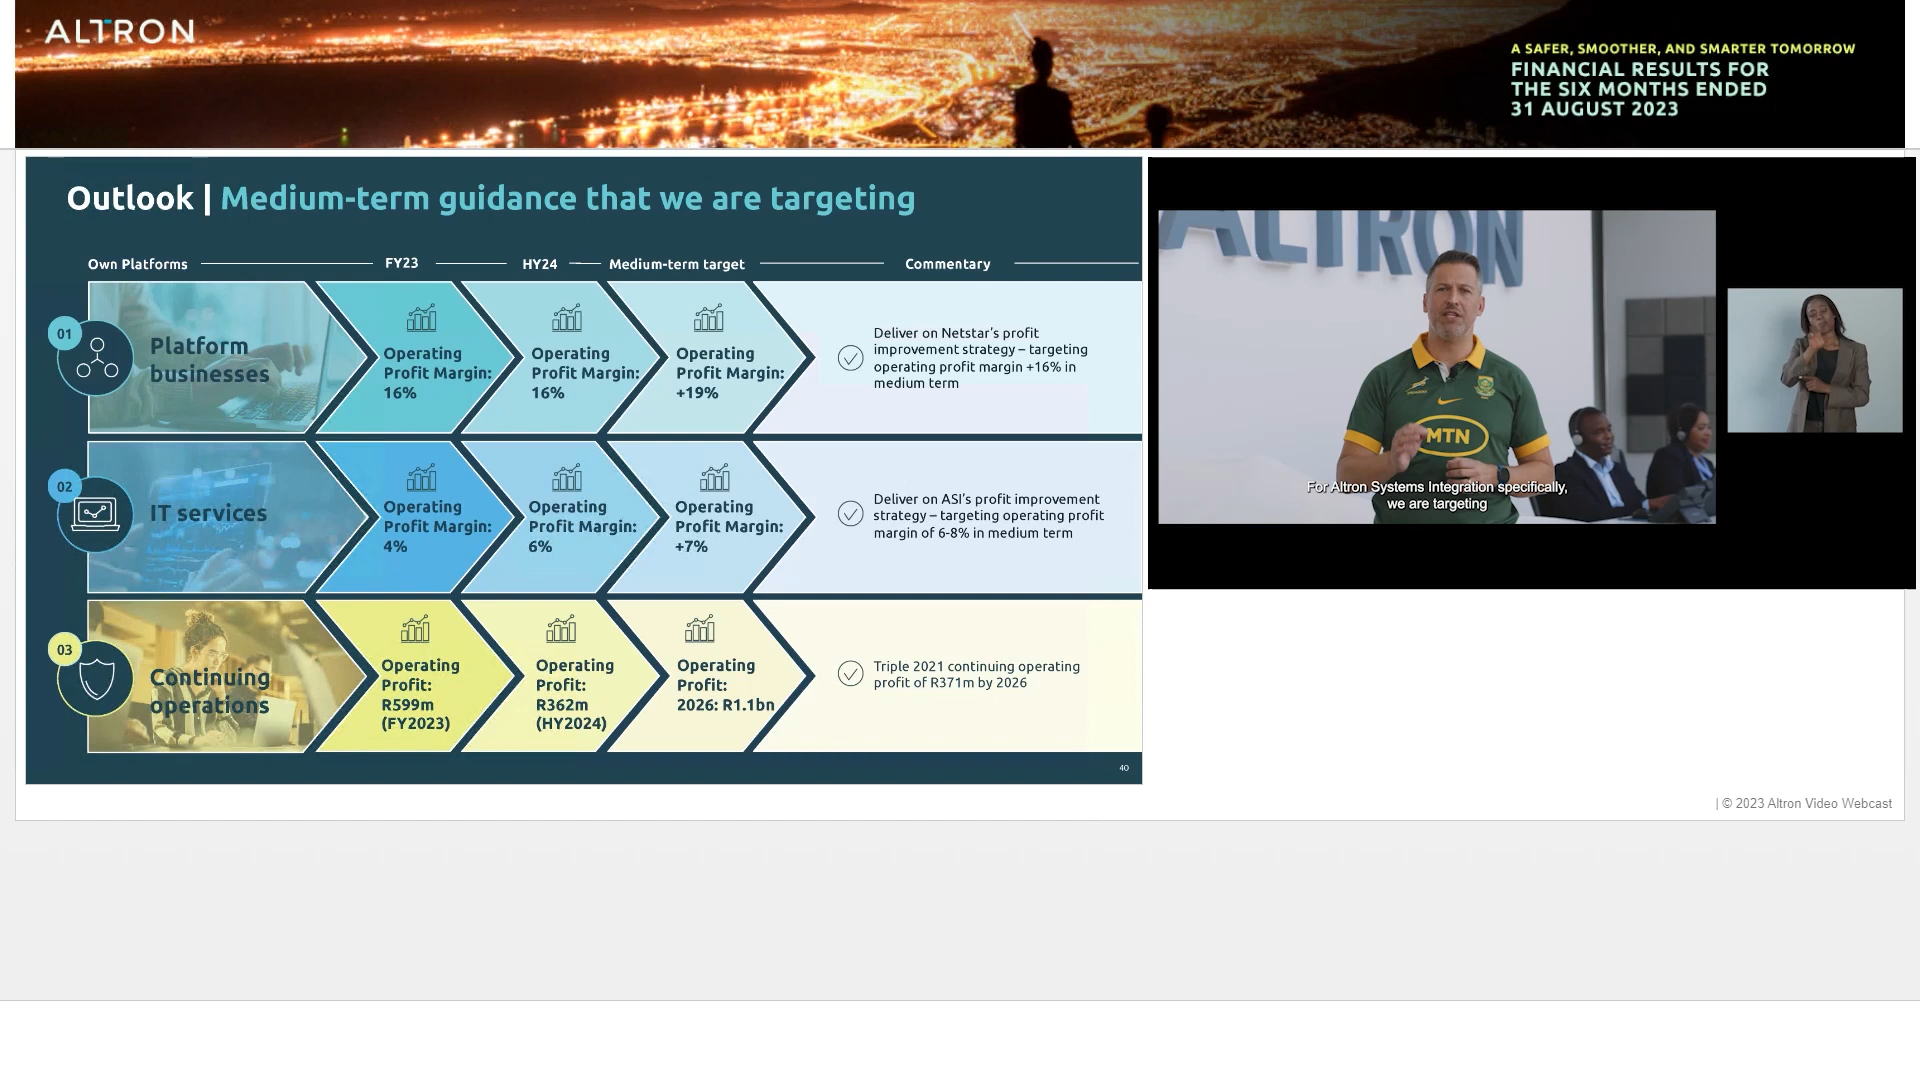 ALTRON
A SAFER, SMOOTHER, AND SMARTER TOMORROW
FINANCIAL RESULTS FOR
THE SIX MONTHS ENDED
31 AUGUST 2023
Outlook | Medium-term guidance that we are targeting
Own Platforms
FY23
HY24
Medium-term target
Commentary
01
Platform
businesses
Operating
Profit Margin:
16%
Operating
Profit Margin:
16%
Operating
Profit Margin:
+19%
Deliver on Netstar's profit
improvement strategy – targeting
operating profit margin +16% in
medium term
02
IT services
Operating
Profit Margin:
4%
Operating
Profit Margin:
6%
Operating
Profit Margin:
+7%
Deliver on ASI's profit improvement
strategy – targeting operating profit
margin of 6-8% in medium term
03
Continuing
operations
Operating
Profit:
R599m
(FY2023)
Operating
Profit:
R362m
(HY2024)
Operating
Profit:
2026: R1.1bn
Triple 2021 continuing operating
profit of R371m by 2026
40
ALTRON
MTN
For Altron Systems Integration specifically,
we are targeting
| © 2023 Altron Video Webcast